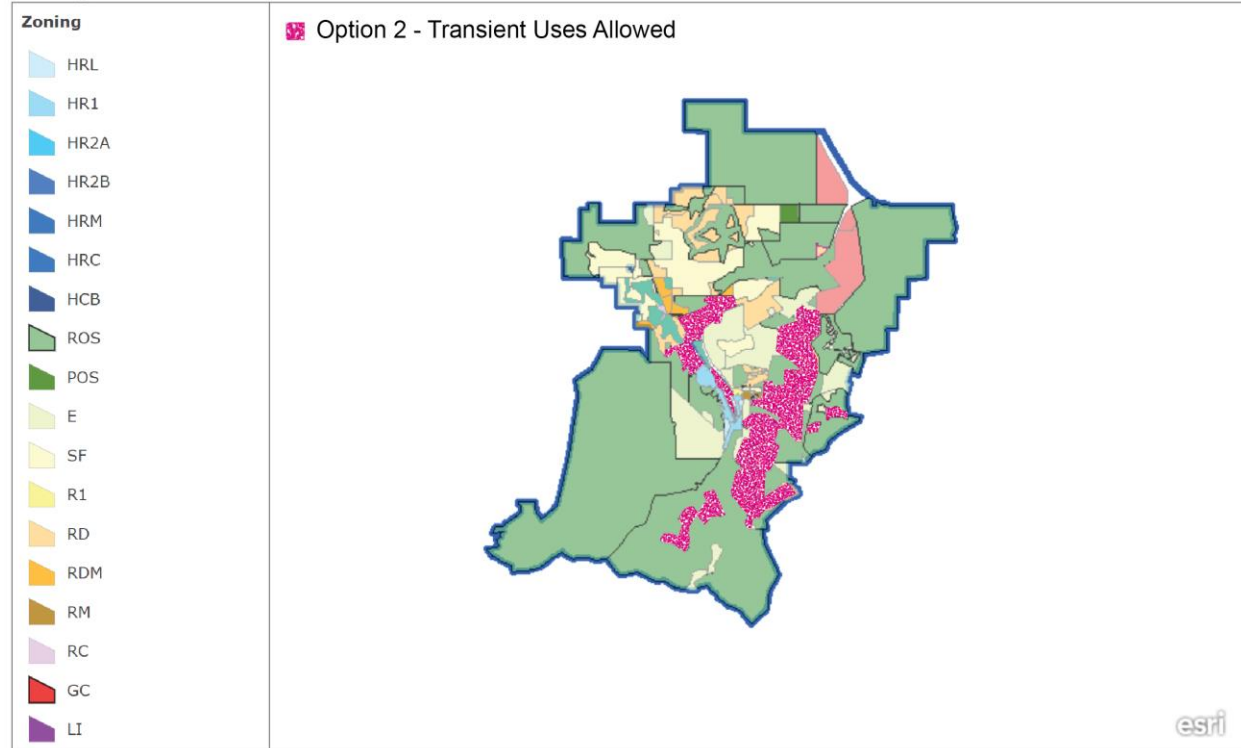 Zoning
HRL
HR1
HR2A
HR2B
HRM
HRC
HCB
ROS
POS
E
SF
R1
RD
RDM
RM
RC
GC
LI
Option 2 - Transient Uses Allowed
esri